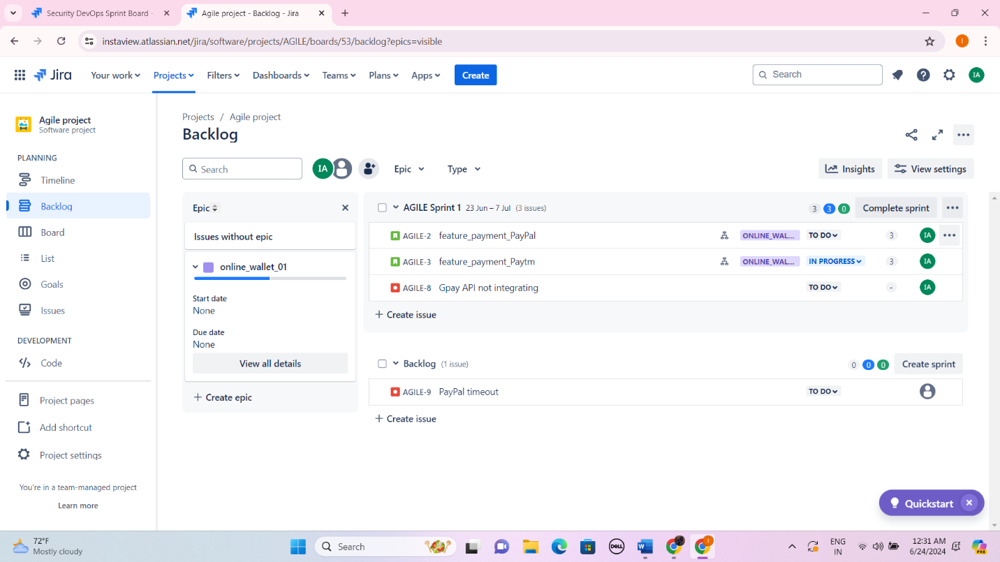 Security DevOps Sprint Board -
Agile project - Backlog - Jira
instaview.atlassian.net/jira/software/projects/AGILE/boards/53/backlog?epics=visible
I
Jira
Your work
Projects
Filters
Dashboards
Teams
Plans
Apps
Create
Search
IA
Agile project
Software project
PLANNING
Timeline
Backlog
Board
List
Goals
Issues
DEVELOPMENT
Code
Project pages
Add shortcut
Project settings
You're in a team-managed project
Learn more
Projects / Agile project
Backlog
Search
IA
Epic
Type
Insights
View settings
Epic
Issues without epic
online_wallet_01
Start date
None
Due date
None
View all details
+ Create epic
AGILE Sprint 1 23 Jun – 7 Jul (3 issues)
3 3 0
Complete sprint
AGILE-2 feature_payment_PayPal ONLINE_WAL... TO DO 3 IA
AGILE-3 feature_payment_Paytm ONLINE_WAL... IN PROGRESS 3 IA
AGILE-8 Gpay API not integrating TO DO - IA
+ Create issue
Backlog (1 issue)
0 0 0
Create sprint
AGILE-9 PayPal timeout TO DO
+ Create issue
Quickstart
72°F
Mostly cloudy
Search
DELL
I
ENG
IN
12:31 AM
6/24/2024
PRE